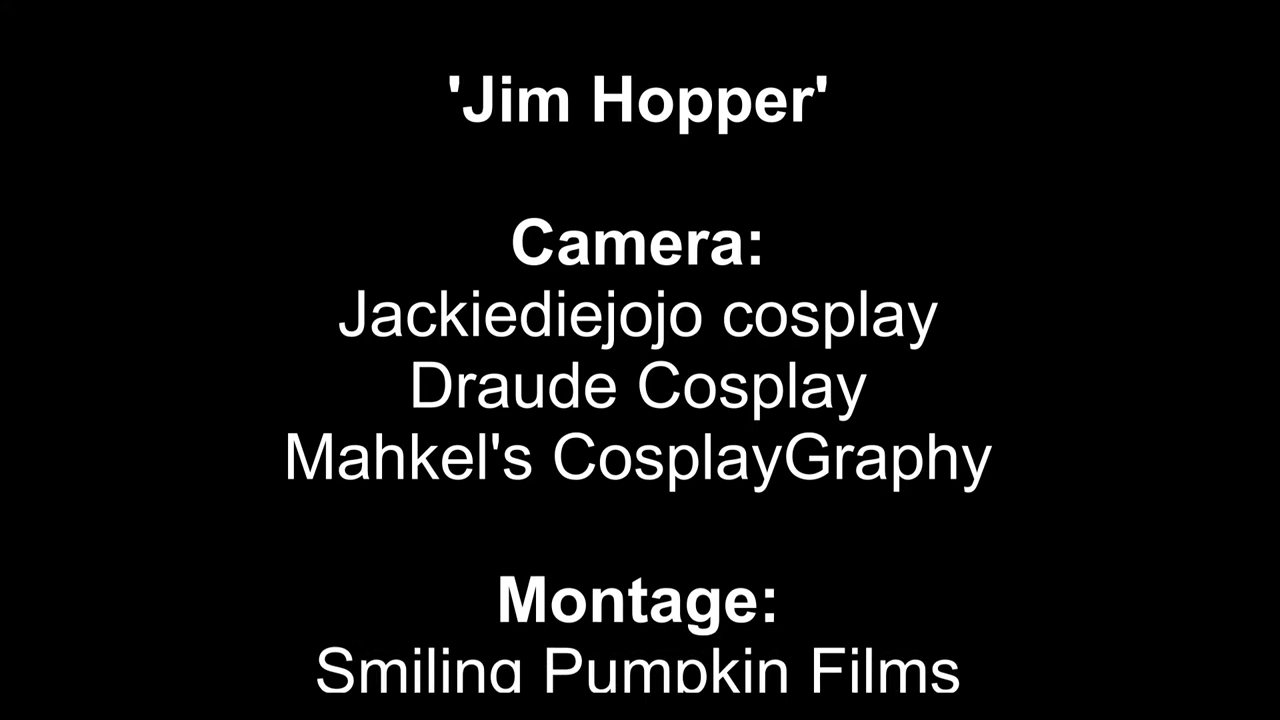 'Jim Hopper'
Camera:
Jackiediejojo cosplay
Draude Cosplay
Mahkel's CosplayGraphy
Montage:
Smiling Pumpkin Films